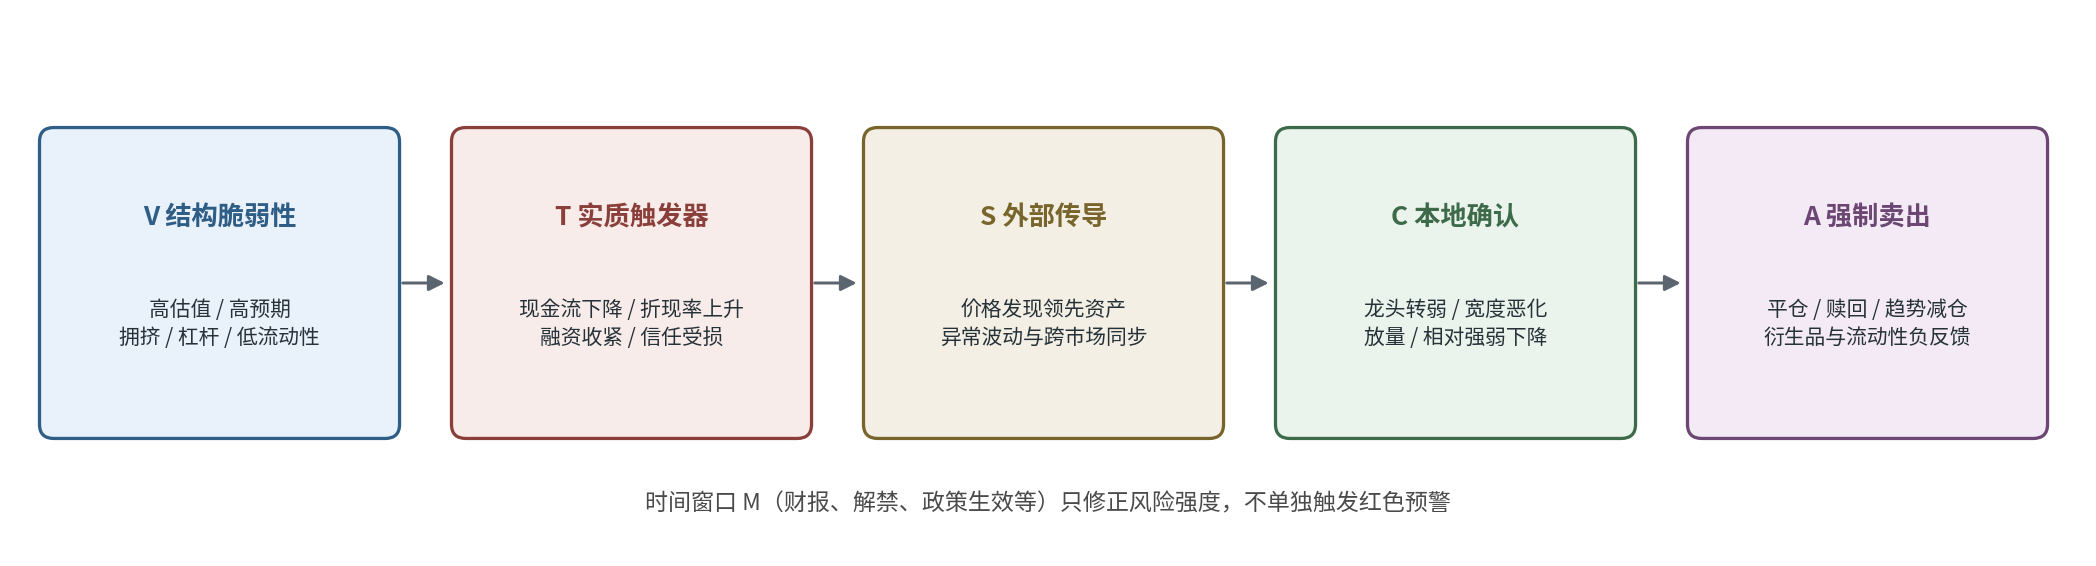 V 结构脆弱性
高估值 / 高预期
拥挤 / 杠杆 / 低流动性
T 实质触发器
现金流下降 / 折现率上升
融资收紧 / 信任受损
S 外部传导
价格发现领先资产
异常波动与跨市场同步
C 本地确认
龙头转弱 / 宽度恶化
放量 / 相对强弱下降
A 强制卖出
平仓 / 赎回 / 趋势减仓
衍生品与流动性负反馈
时间窗口 M（财报、解禁、政策生效等）只修正风险强度，不单独触发红色预警